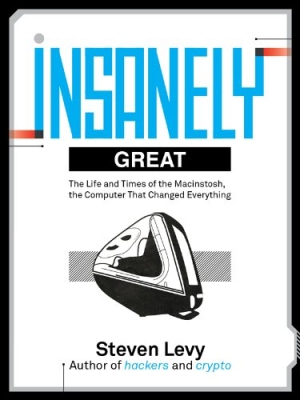 INSANELY
GREAT
The Life and Times of the Macinstosh,
the Computer That Changed Everything
Steven Levy
Author of hackers and crypto